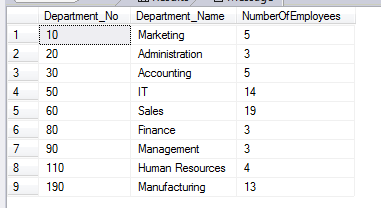 Department_No Department_Name NumberOfEmployees
1 10 Marketing 5
2 20 Administration 3
3 30 Accounting 5
4 50 IT 14
5 60 Sales 19
6 80 Finance 3
7 90 Management 3
8 110 Human Resources 4
9 190 Manufacturing 13